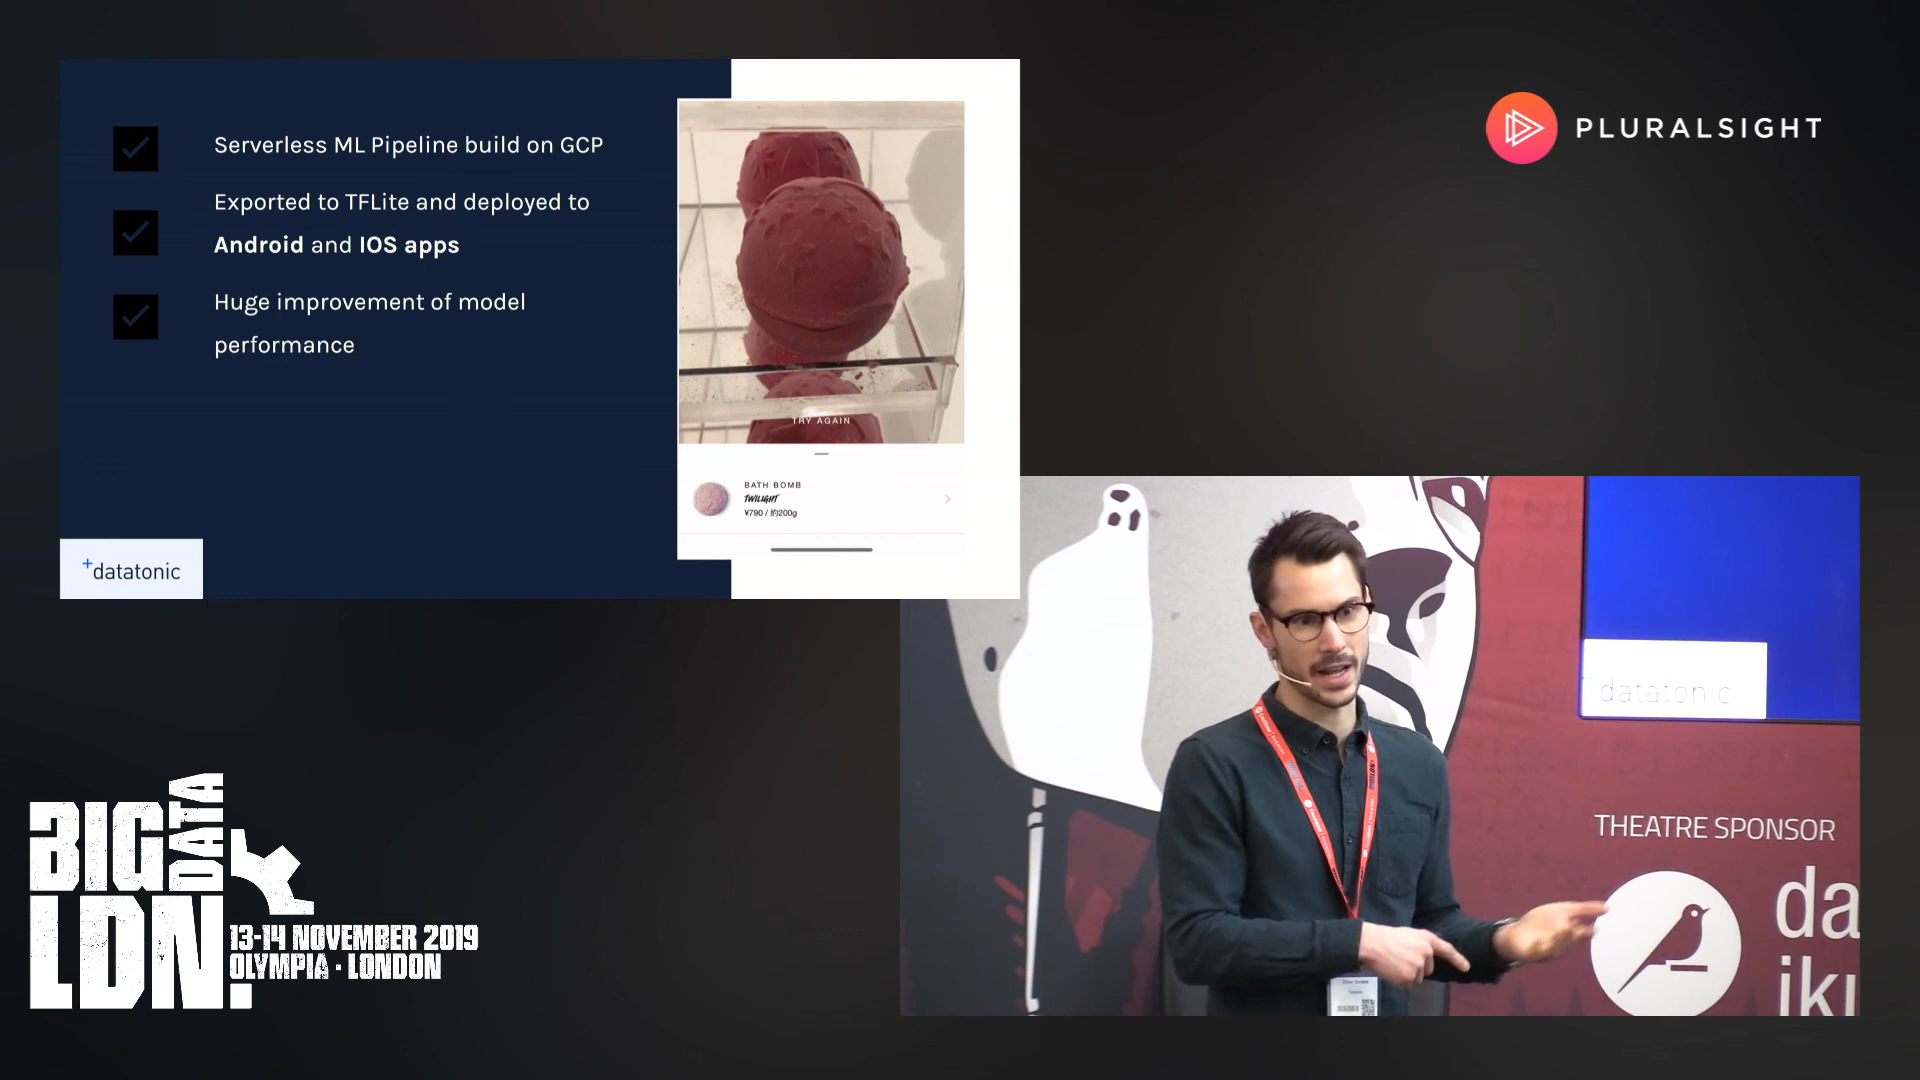 Serverless ML Pipeline build on GCP
Exported to TFLite and deployed to
Android and IOS apps
Huge improvement of model
performance
TRY AGAIN
BATH BOMB
TWILIGHT
¥790 / 約200g
+datatonic
PLURALSIGHT
datatonic
THEATRE SPONSOR
da
iku
BIG DATA
LDN.
13-14 NOVEMBER 2019
OLYMPIA · LONDON